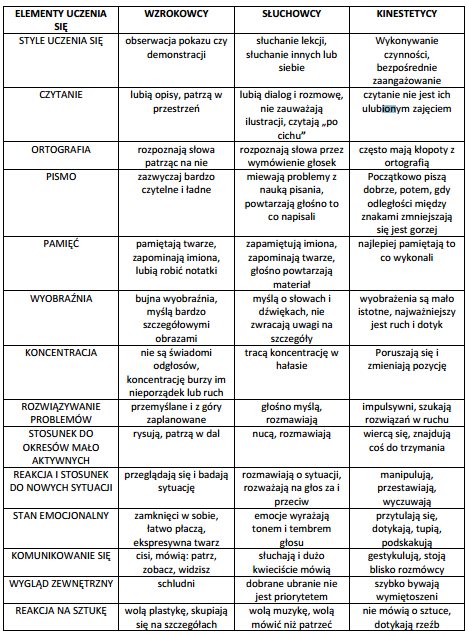 ELEMENTY UCZENIA WZROKOWCY SŁUCHOWCY KINESTETYCY
SIĘ
STYLE UCZENIA SIĘ obserwacja pokazu czy słuchanie lekcji, Wykonywanie
demonstracji słuchanie innych lub czynności,
siebie bezpośrednie
zaangażowanie
CZYTANIE lubią opisy, patrzą w lubią dialog i rozmowę, czytanie nie jest ich
przestrzeń nie zauważają ulubionym zajęciem
ilustracji, czytają „po
cichu”
ORTOGRAFIA rozpoznają słowa rozpoznają słowa przez często mają kłopoty z
patrząc na nie wymówienie głosek ortografią
PISMO zazwyczaj bardzo miewają problemy z Początkowo piszą
czytelne i ładne nauką pisania, dobrze, potem, gdy
powtarzają głośno to odległości między
co napisali znakami zmniejszają
się jest gorzej
PAMIĘĆ pamiętają twarze, zapamiętują imiona, najlepiej pamiętają to
zapominają imiona, zapominają twarze, co wykonali
lubią robić notatki głośno powtarzają
materiał
WYOBRAŹNIA bujna wyobraźnia, myślą o słowach i wyobrażenia są mało
myślą bardzo dźwiękach, nie istotne, najważniejszy
szczegółowymi zwracają uwagi na jest ruch i dotyk
obrazami szczegóły
KONCENTRACJA nie są świadomi tracą koncentrację w Poruszają się i
odgłosów, hałasie zmieniają pozycję
koncentrację burzy im
nieporządek lub ruch
ROZWIĄZYWANIE przemyślane i z góry głośno myślą, impulsywni, szukają
PROBLEMÓW zaplanowane rozmawiają rozwiązań w ruchu
STOSUNEK DO rysują, patrzą w dal nucą, rozmawiają wiercą się, znajdują
OKRESÓW MAŁO coś do trzymania
AKTYWNYCH
REAKCJA I STOSUNEK przeglądają się i badają rozmawiają o sytuacji, manipulują,
DO NOWYCH SYTUACJI sytuację rozważają na głos za i przestawiają,
przeciw wyczuwają
STAN EMOCJONALNY zamknięci w sobie, emocje wyrażają przytulają się,
łatwo płaczą, tonem i tembrem dotykają, tupią,
ekspresywna twarz głosu podskakują
KOMUNIKOWANIE SIĘ cisi, mówią: patrz, słuchają i dużo gestykulują, stoją
zobacz, widzisz kwieciście mówią blisko rozmówcy
WYGLĄD ZEWNĘTRZNY schludni dobrane ubranie nie szybko bywają
jest priorytetem wymiętoszeni
REAKCJA NA SZTUKĘ wolą plastykę, skupiają wolą muzykę, wolą nie mówią o sztuce,
się na szczegółach mówić niż patrzeć dotykają rzeźb